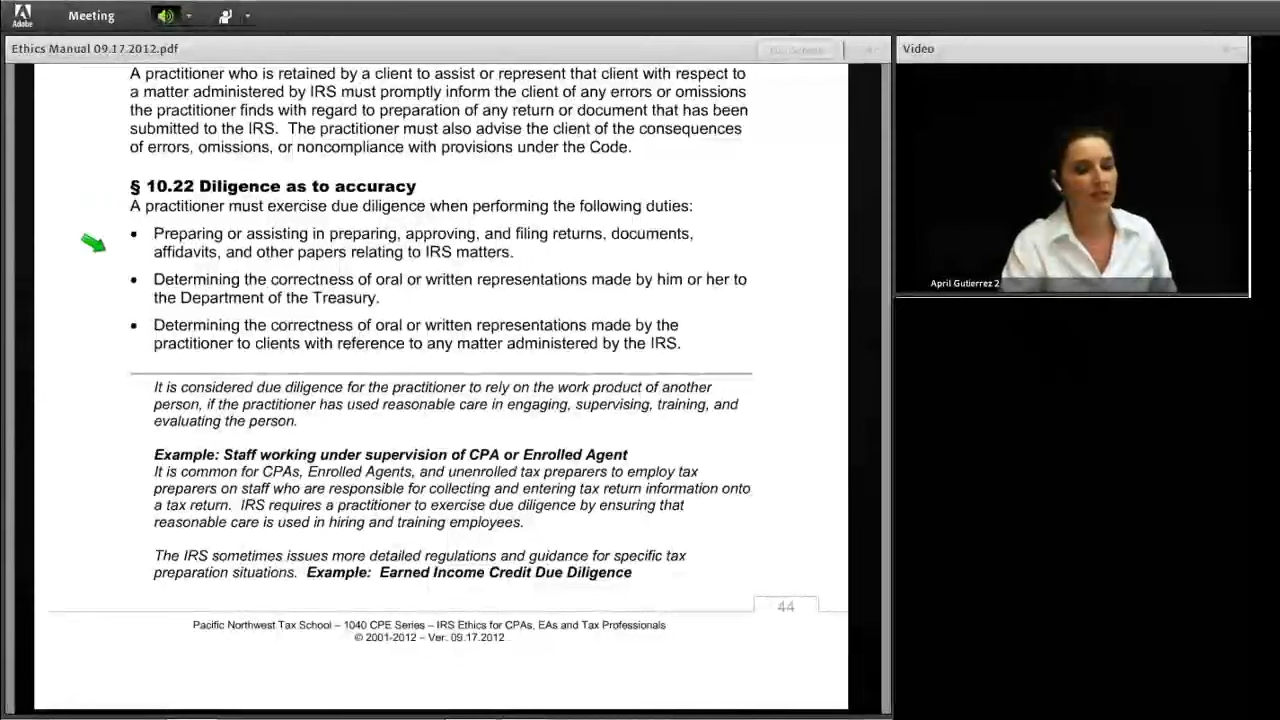 Adobe
Meeting
Ethics Manual 09.17.2012.pdf
Video
A practitioner who is retained by a client to assist or represent that client with respect to
a matter administered by IRS must promptly inform the client of any errors or omissions
the practitioner finds with regard to preparation of any return or document that has been
submitted to the IRS.  The practitioner must also advise the client of the consequences
of errors, omissions, or noncompliance with provisions under the Code.
§ 10.22 Diligence as to accuracy
A practitioner must exercise due diligence when performing the following duties:
• Preparing or assisting in preparing, approving, and filing returns, documents,
affidavits, and other papers relating to IRS matters.
• Determining the correctness of oral or written representations made by him or her to
the Department of the Treasury.
• Determining the correctness of oral or written representations made by the
practitioner to clients with reference to any matter administered by the IRS.
It is considered due diligence for the practitioner to rely on the work product of another
person, if the practitioner has used reasonable care in engaging, supervising, training, and
evaluating the person.
Example: Staff working under supervision of CPA or Enrolled Agent
It is common for CPAs, Enrolled Agents, and unenrolled tax preparers to employ tax
preparers on staff who are responsible for collecting and entering tax return information onto
a tax return.  IRS requires a practitioner to exercise due diligence by ensuring that
reasonable care is used in hiring and training employees.
The IRS sometimes issues more detailed regulations and guidance for specific tax
preparation situations.  Example:  Earned Income Credit Due Diligence
44
Pacific Northwest Tax School – 1040 CPE Series – IRS Ethics for CPAs, EAs and Tax Professionals
© 2001-2012 – Ver. 09.17.2012
April Gutierrez 2